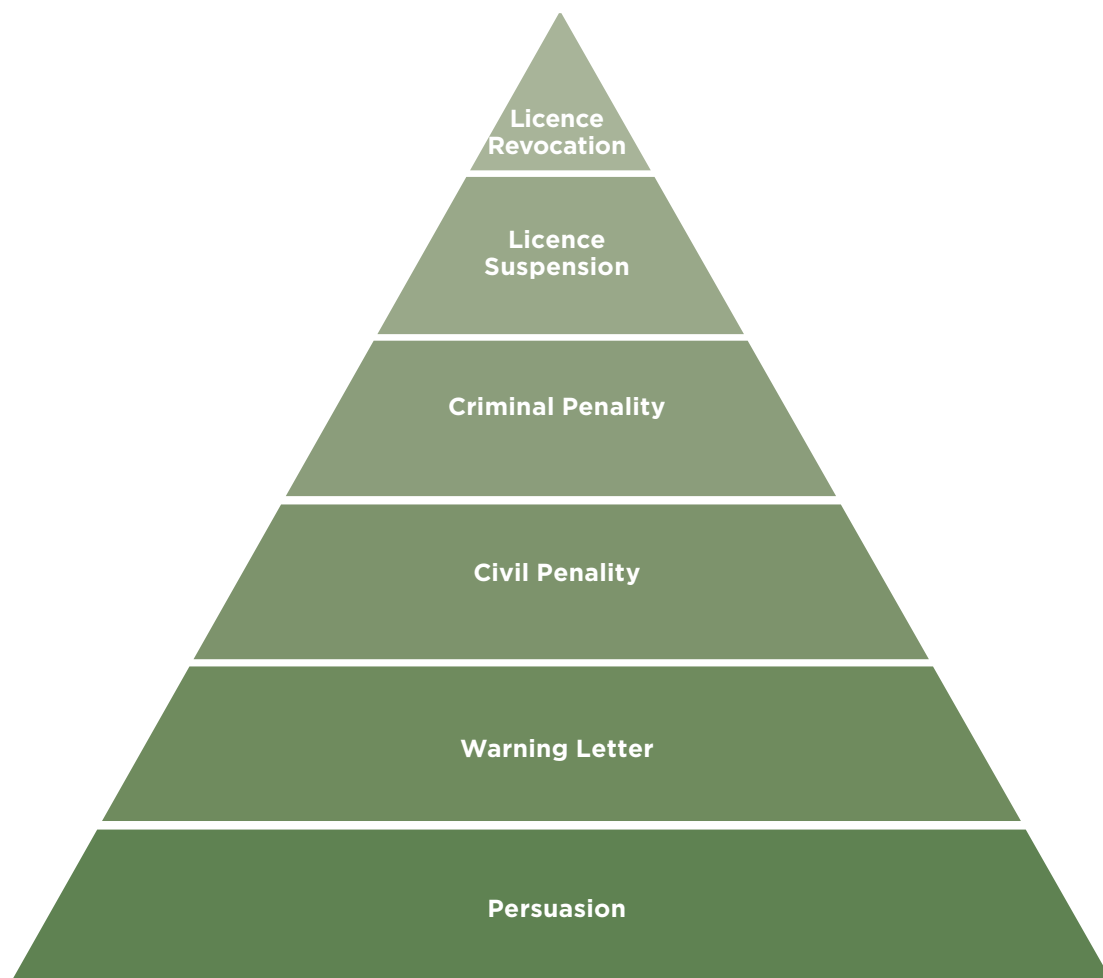 Licence
Revocation
Licence
Suspension
Criminal Penality
Civil Penality
Warning Letter
Persuasion